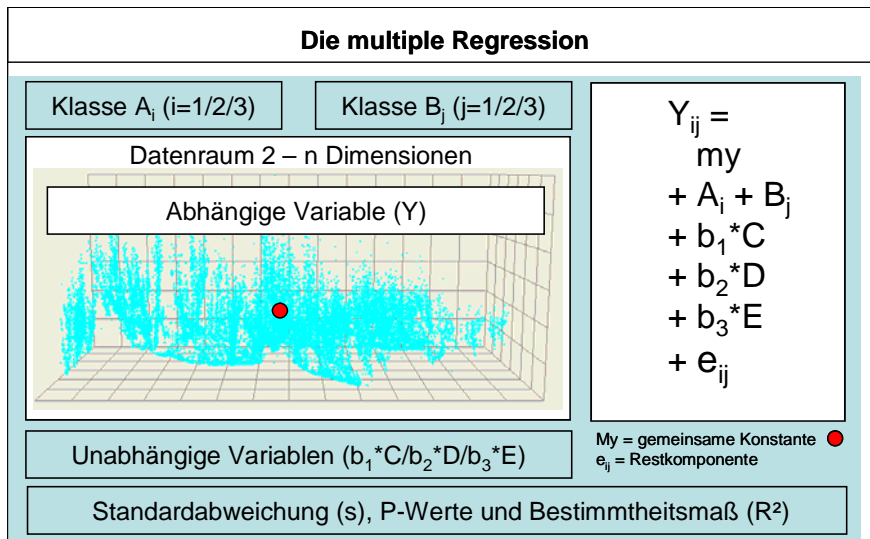 Die multiple Regression
Klasse Aᵢ (i=1/2/3)
Klasse Bⱼ (j=1/2/3)
Datenraum 2 – n Dimensionen
Abhängige Variable (Y)
Yᵢⱼ =
my
+ Aᵢ + Bⱼ
+ b₁*C
+ b₂*D
+ b₃*E
+ eᵢⱼ
My = gemeinsame Konstante
eᵢⱼ = Restkomponente
Unabhängige Variablen (b₁*C/b₂*D/b₃*E)
Standardabweichung (s), P-Werte und Bestimmtheitsmaß (R²)